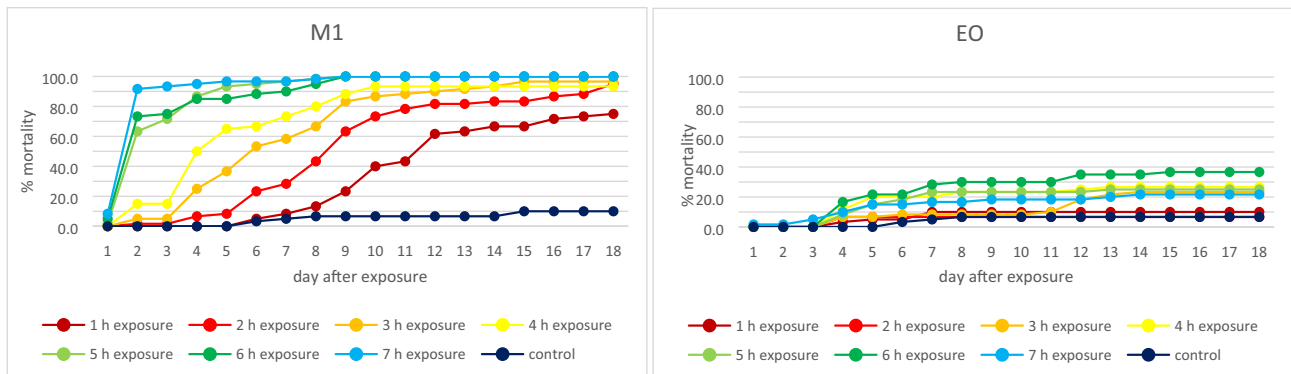 M1
% mortality
100.0
80.0
60.0
40.0
20.0
0.0
1 2 3 4 5 6 7 8 9 10 11 12 13 14 15 16 17 18
day after exposure
1 h exposure 2 h exposure 3 h exposure 4 h exposure
5 h exposure 6 h exposure 7 h exposure control
EO
% mortality
100.0
80.0
60.0
40.0
20.0
0.0
1 2 3 4 5 6 7 8 9 10 11 12 13 14 15 16 17 18
day after exposure
1 h exposure 2 h exposure 3 h exposure 4 h exposure
5 h exposure 6 h exposure 7 h exposure control